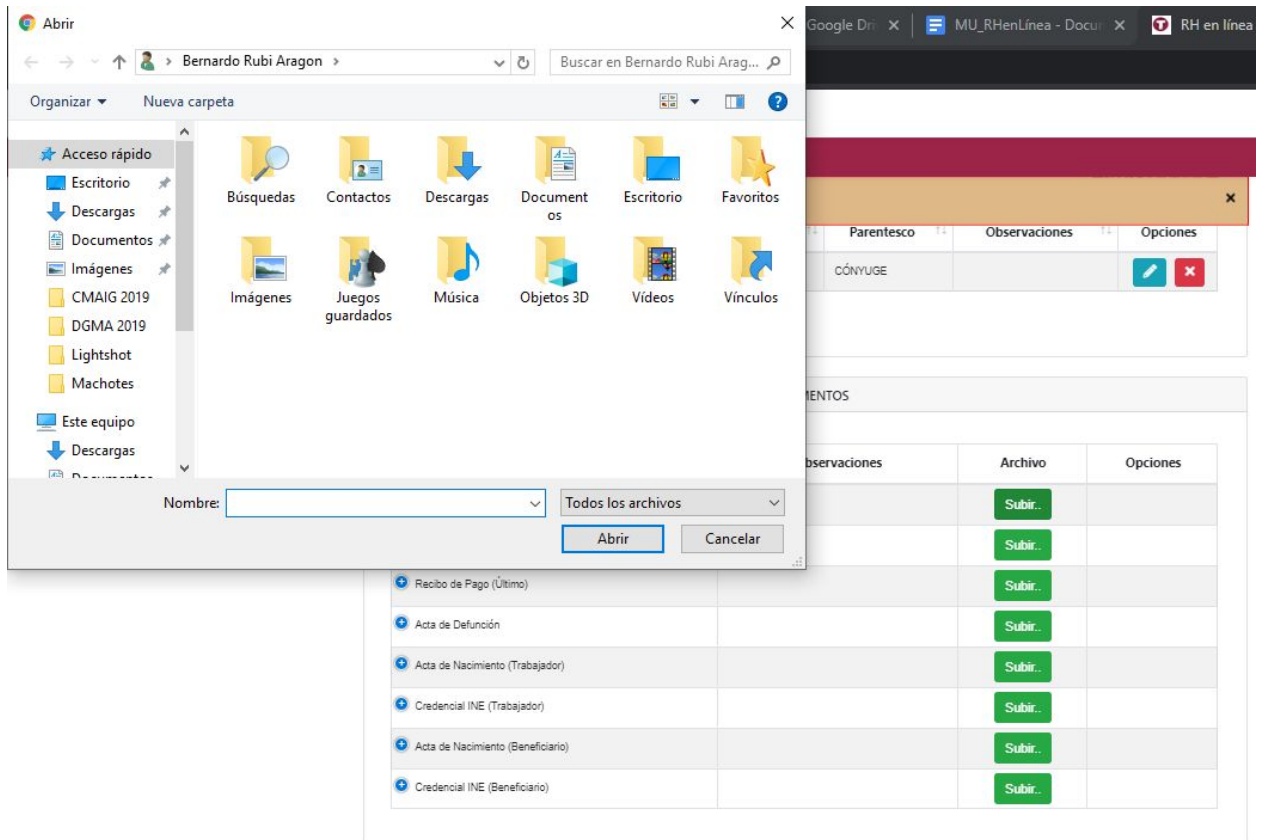 Abrir
Google Dri
MU_RHenLínea - Docu
RH en línea
Bernardo Rubi Aragon
Buscar en Bernardo Rubi Arag...
Organizar
Nueva carpeta
Acceso rápido
Escritorio
Descargas
Documentos
Imágenes
CMAIG 2019
DGMA 2019
Lightshot
Machotes
Este equipo
Descargas
Búsquedas
Contactos
Descargas
Document
os
Escritorio
Favoritos
Imágenes
Juegos
guardados
Música
Objetos 3D
Vídeos
Vínculos
Nombre:
Todos los archivos
Abrir
Cancelar
Parentesco
Observaciones
Opciones
CÓNYUGE
MENTOS
bservaciones
Archivo
Opciones
Subir..
Subir..
Recibo de Pago (Último)
Subir..
Acta de Defunción
Subir..
Acta de Nacimiento (Trabajador)
Subir..
Credencial INE (Trabajador)
Subir..
Acta de Nacimiento (Beneficiario)
Subir..
Credencial INE (Beneficiario)
Subir..